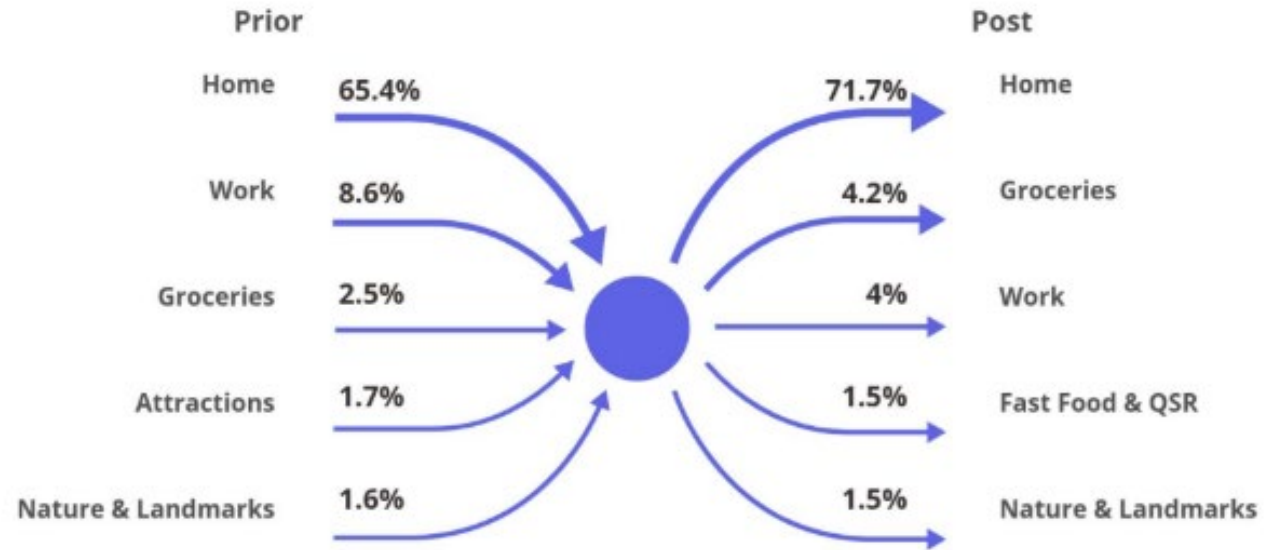 Prior
Post
Home
65.4%
71.7%
Home
Work
8.6%
4.2%
Groceries
Groceries
2.5%
4%
Work
Attractions
1.7%
1.5%
Fast Food & QSR
Nature & Landmarks
1.6%
1.5%
Nature & Landmarks